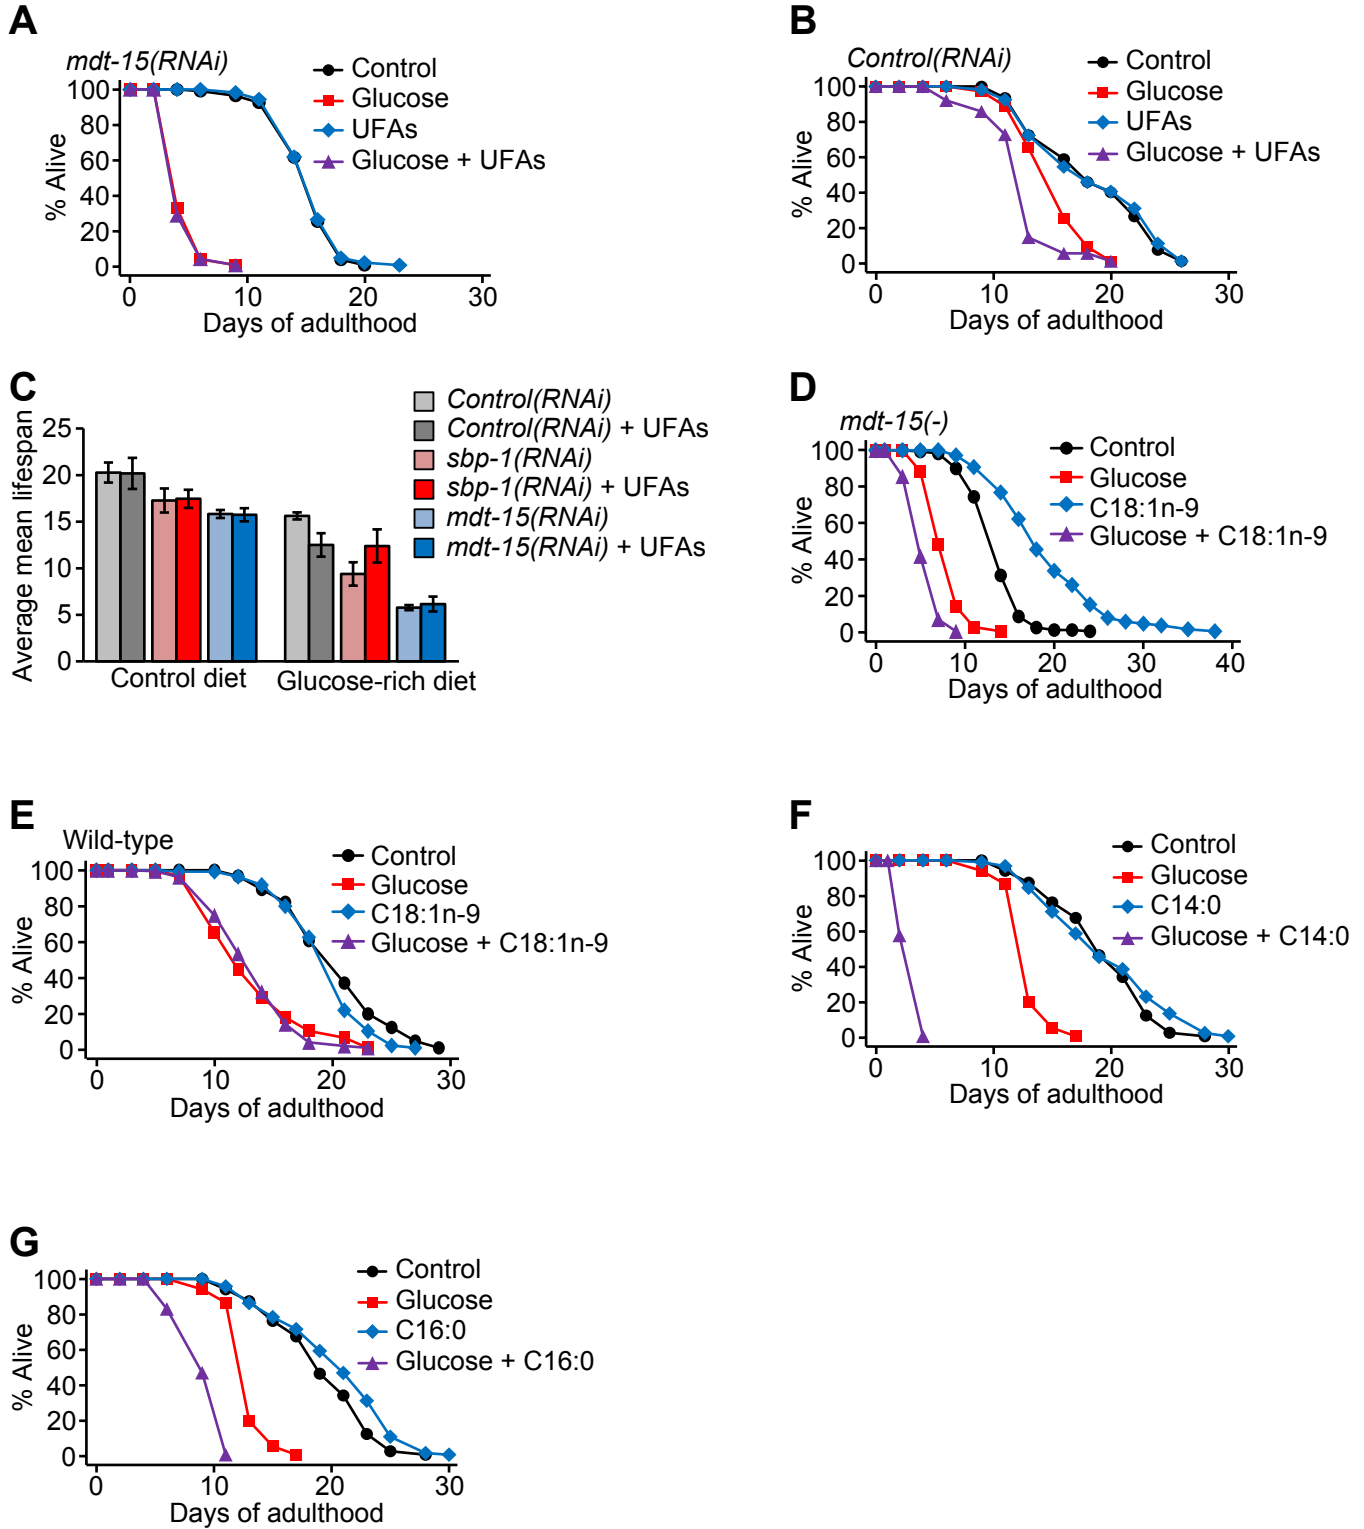 A
mdt-15(RNAi)
Control
Glucose
UFAs
Glucose + UFAs
% Alive
100
80
60
40
20
0
0 10 20 30
Days of adulthood
B
Control(RNAi)
Control
Glucose
UFAs
Glucose + UFAs
% Alive
100
80
60
40
20
0
0 10 20 30
Days of adulthood
C
Control(RNAi)
Control(RNAi) + UFAs
sbp-1(RNAi)
sbp-1(RNAi) + UFAs
mdt-15(RNAi)
mdt-15(RNAi) + UFAs
Average mean lifespan
25
20
15
10
5
0
Control diet Glucose-rich diet
D
mdt-15(-)
Control
Glucose
C18:1n-9
Glucose + C18:1n-9
% Alive
100
80
60
40
20
0
0 10 20 30 40
Days of adulthood
E
Wild-type
Control
Glucose
C18:1n-9
Glucose + C18:1n-9
% Alive
100
80
60
40
20
0
0 10 20 30
Days of adulthood
F
Control
Glucose
C14:0
Glucose + C14:0
% Alive
100
80
60
40
20
0
0 10 20 30
Days of adulthood
G
Control
Glucose
C16:0
Glucose + C16:0
% Alive
100
80
60
40
20
0
0 10 20 30
Days of adulthood